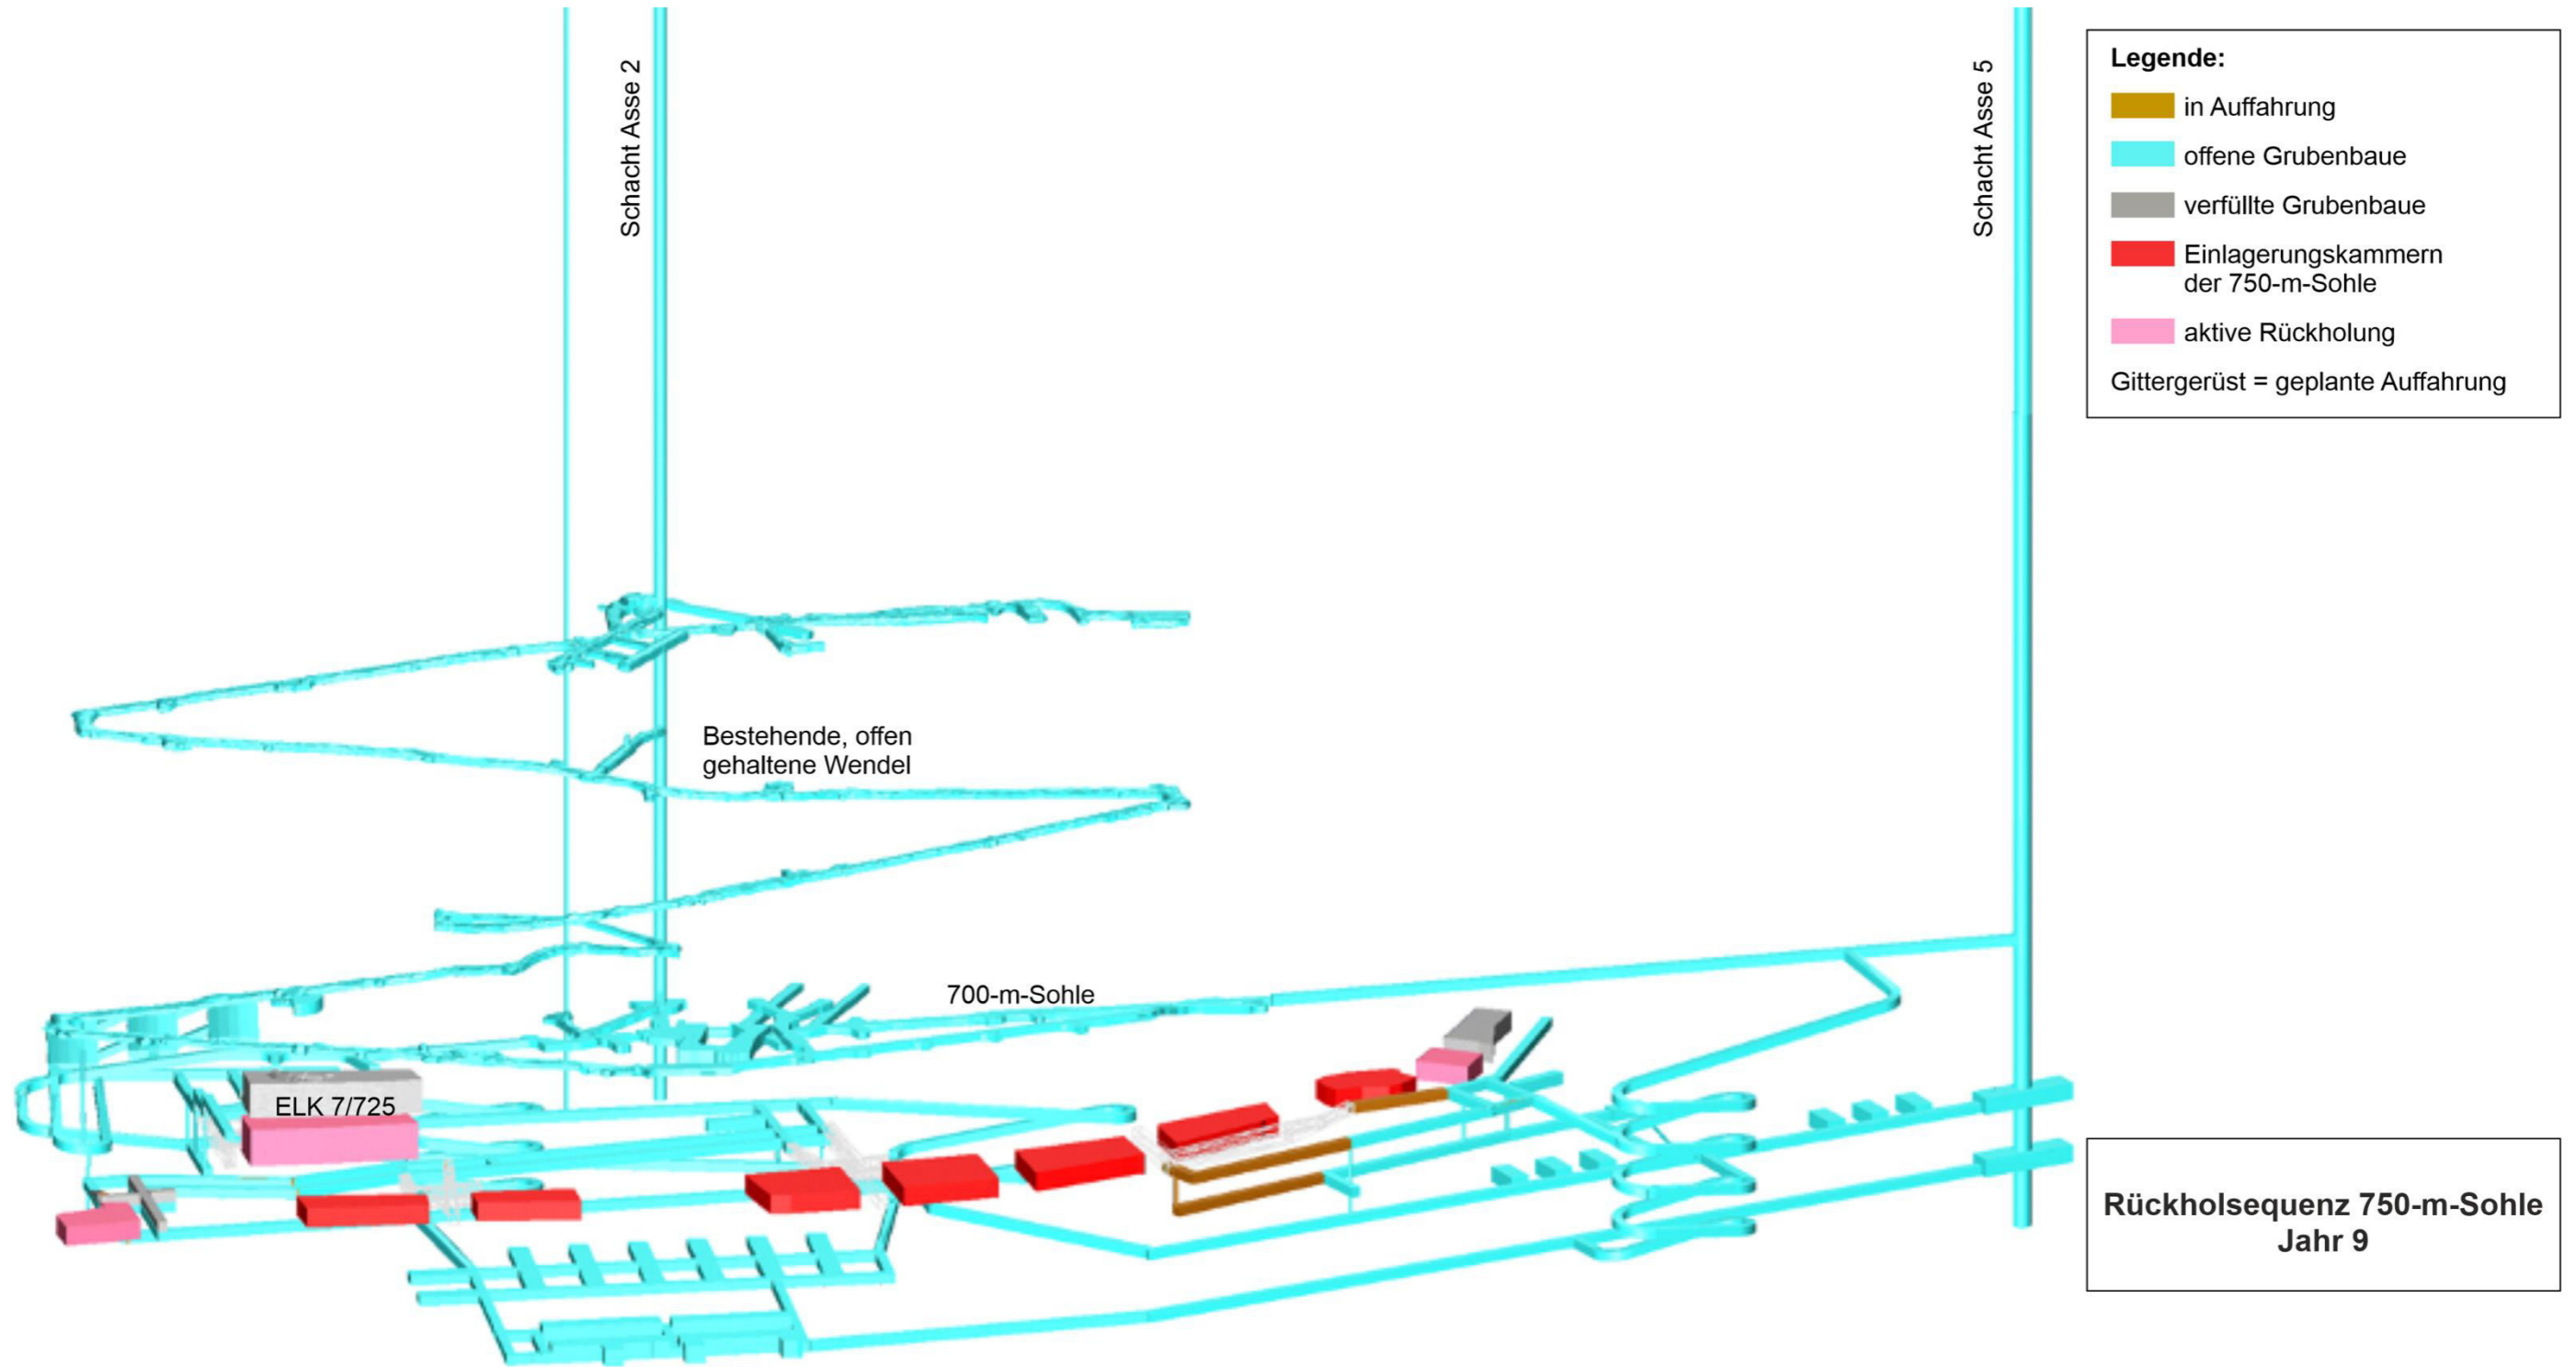 Schacht Asse 2
Schacht Asse 5
Legende:
in Auffahrung
offene Grubenbaue
verfüllte Grubenbaue
Einlagerungskammern
der 750-m-Sohle
aktive Rückholung
Gittergerüst = geplante Auffahrung
Bestehende, offen
gehaltene Wendel
700-m-Sohle
ELK 7/725
Rückholsequenz 750-m-Sohle
Jahr 9